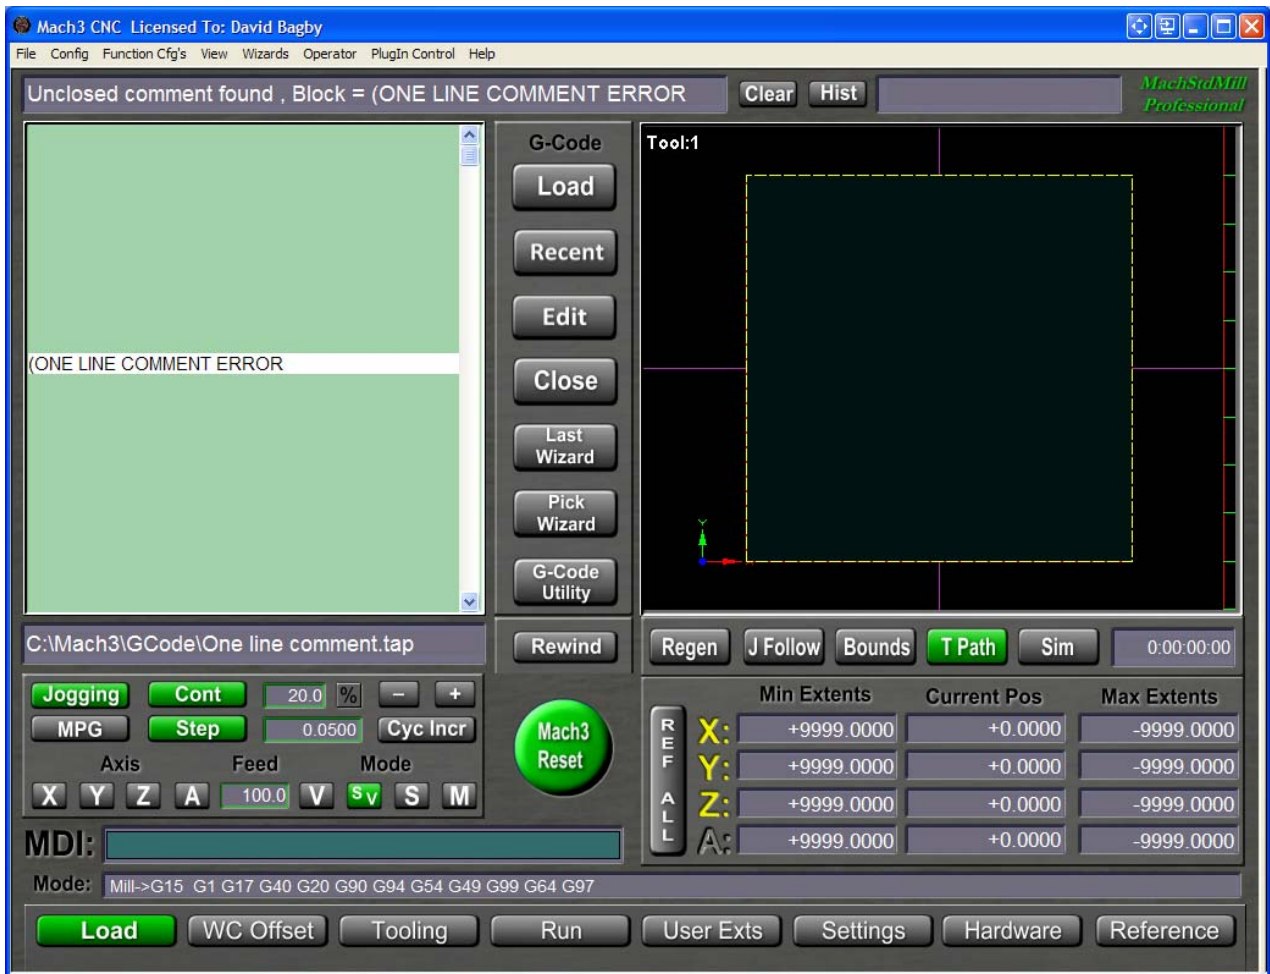 Mach3 CNC Licensed To: David Bagby
File Config Function Cfg's View Wizards Operator PlugIn Control Help
Unclosed comment found , Block = (ONE LINE COMMENT ERROR
Clear Hist
MachStdMill
Professional
(ONE LINE COMMENT ERROR
C:\Mach3\GCode\One line comment.tap
G-Code
Load
Recent
Edit
Close
Last
Wizard
Pick
Wizard
G-Code
Utility
Rewind
Tool:1
Y
Regen J Follow Bounds T Path Sim 0:00:00:00
Jogging Cont 20.0 % - +
MPG Step 0.0500 Cyc Incr
Axis Feed Mode
X Y Z A 100.0 V SV S M
Mach3
Reset
REF ALL
Min Extents Current Pos Max Extents
X: +9999.0000 +0.0000 -9999.0000
Y: +9999.0000 +0.0000 -9999.0000
Z: +9999.0000 +0.0000 -9999.0000
A: +9999.0000 +0.0000 -9999.0000
MDI:
Mode: Mill->G15 G1 G17 G40 G20 G90 G94 G54 G49 G99 G64 G97
Load WC Offset Tooling Run User Exts Settings Hardware Reference